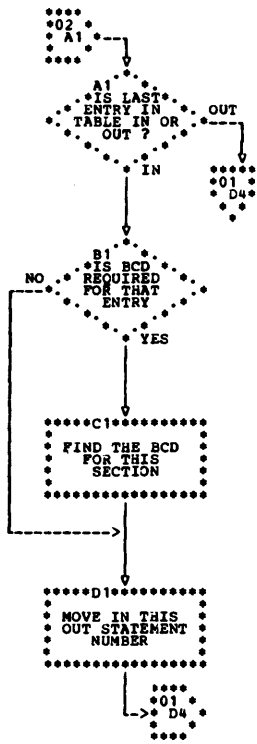 02
A1
A1
IS LAST
ENTRY IN
TABLE IN OR
OUT ?
OUT
IN
01
D4
B1
IS BCD
REQUIRED
FOR THAT
ENTRY
NO
YES
C1
FIND THE BCD
FOR THIS
SECTION
D1
MOVE IN THIS
OUT STATEMENT
NUMBER
01
D4